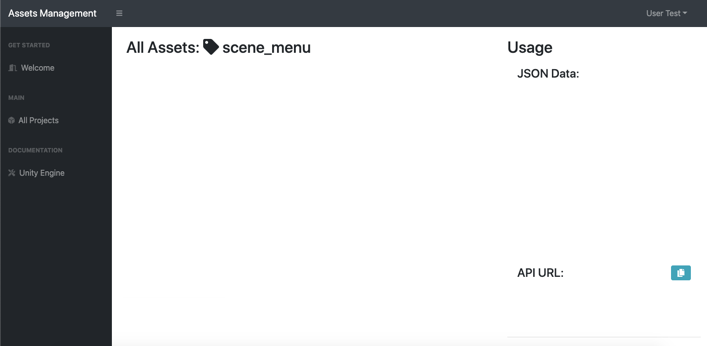 Assets Management
User Test
GET STARTED
Welcome
MAIN
All Projects
DOCUMENTATION
Unity Engine
All Assets: scene_menu
Usage
JSON Data:
API URL: